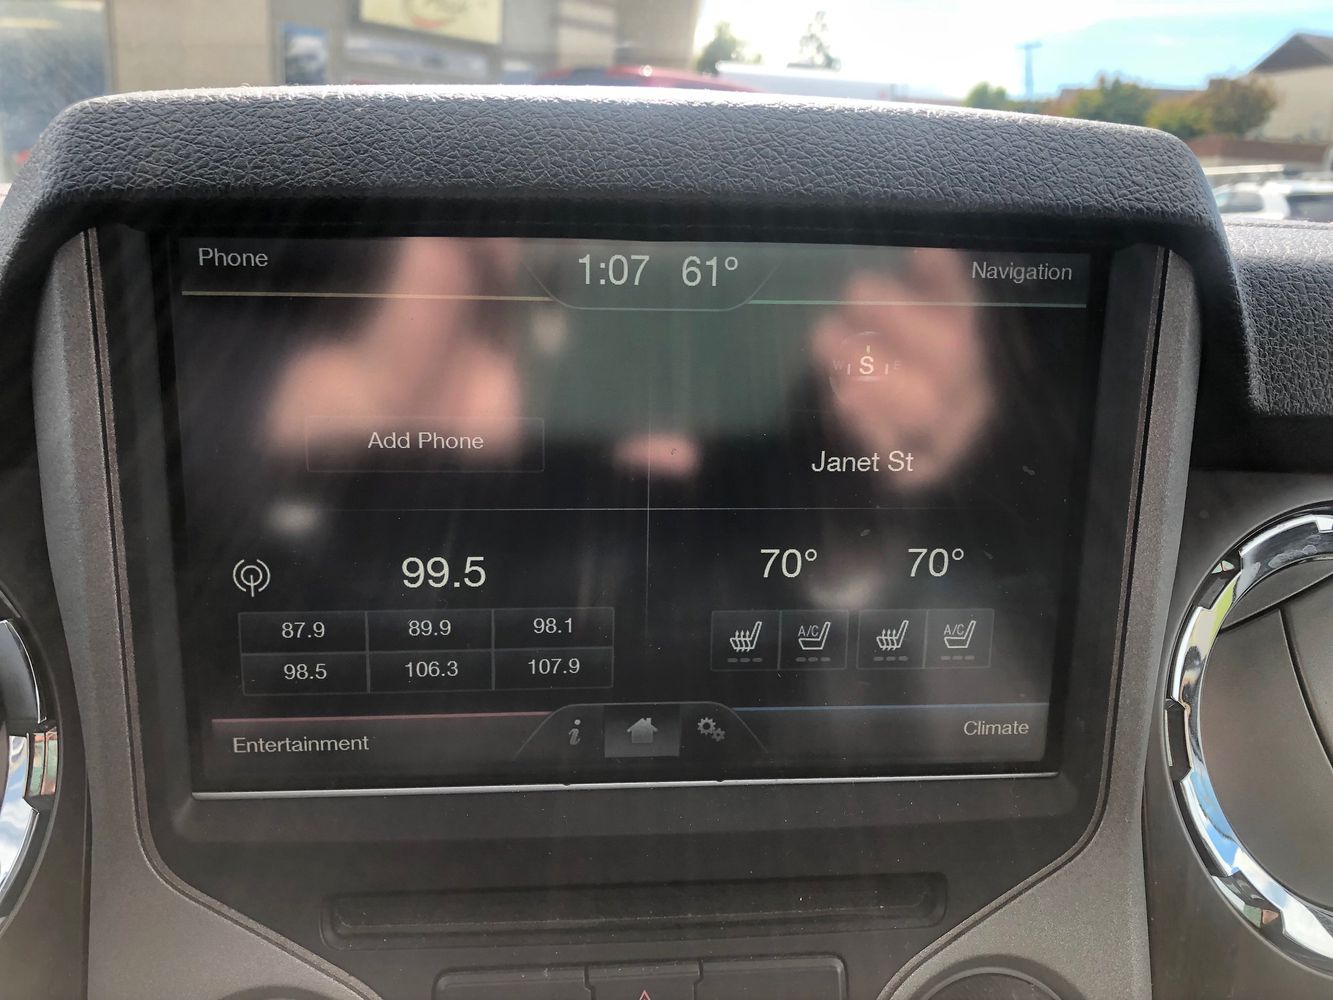 Phone
1:07 61°
Navigation
W S E
Add Phone
Janet St
99.5
70° 70°
87.9 89.9 98.1
98.5 106.3 107.9
A/C A/C
Entertainment
i
Climate